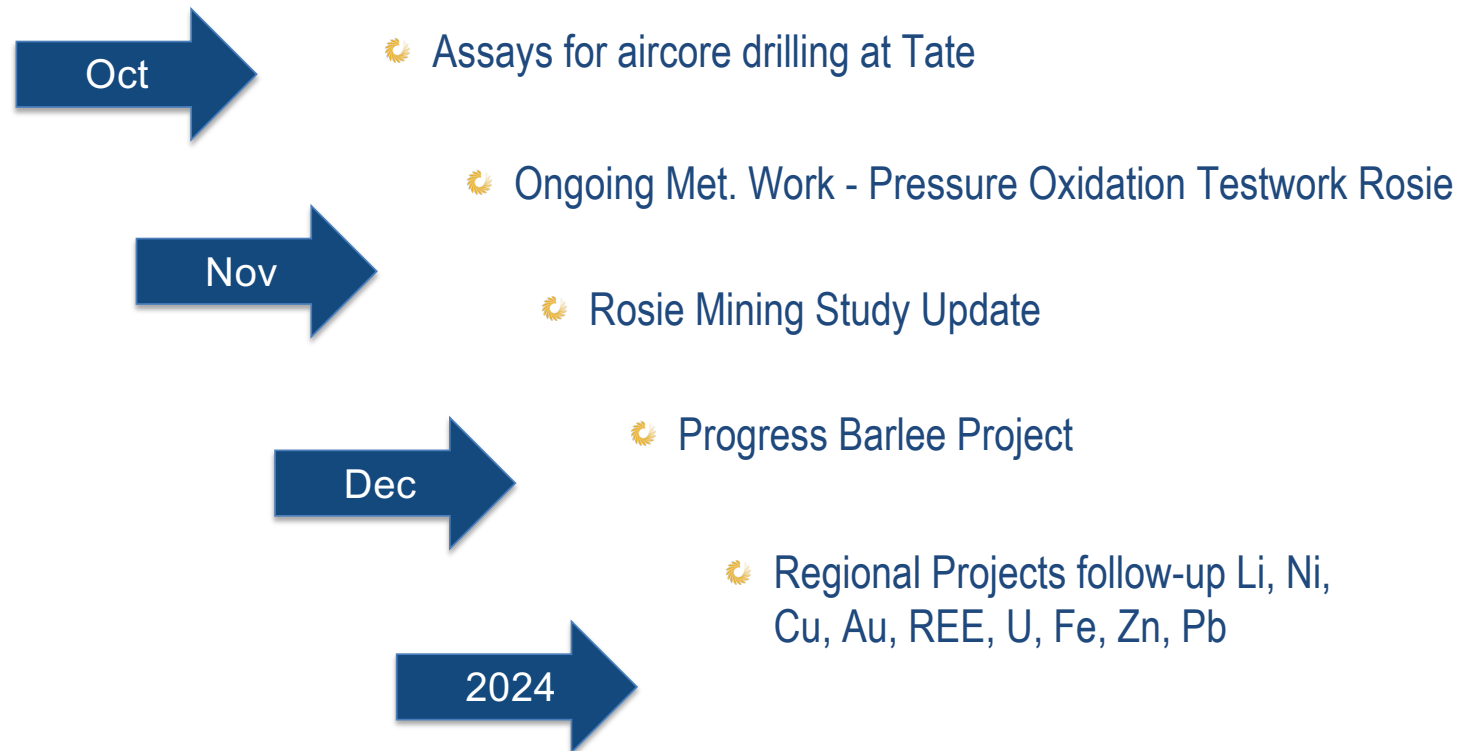 Oct
Assays for aircore drilling at Tate
Ongoing Met. Work - Pressure Oxidation Testwork Rosie
Nov
Rosie Mining Study Update
Progress Barlee Project
Dec
Regional Projects follow-up Li, Ni,
Cu, Au, REE, U, Fe, Zn, Pb
2024